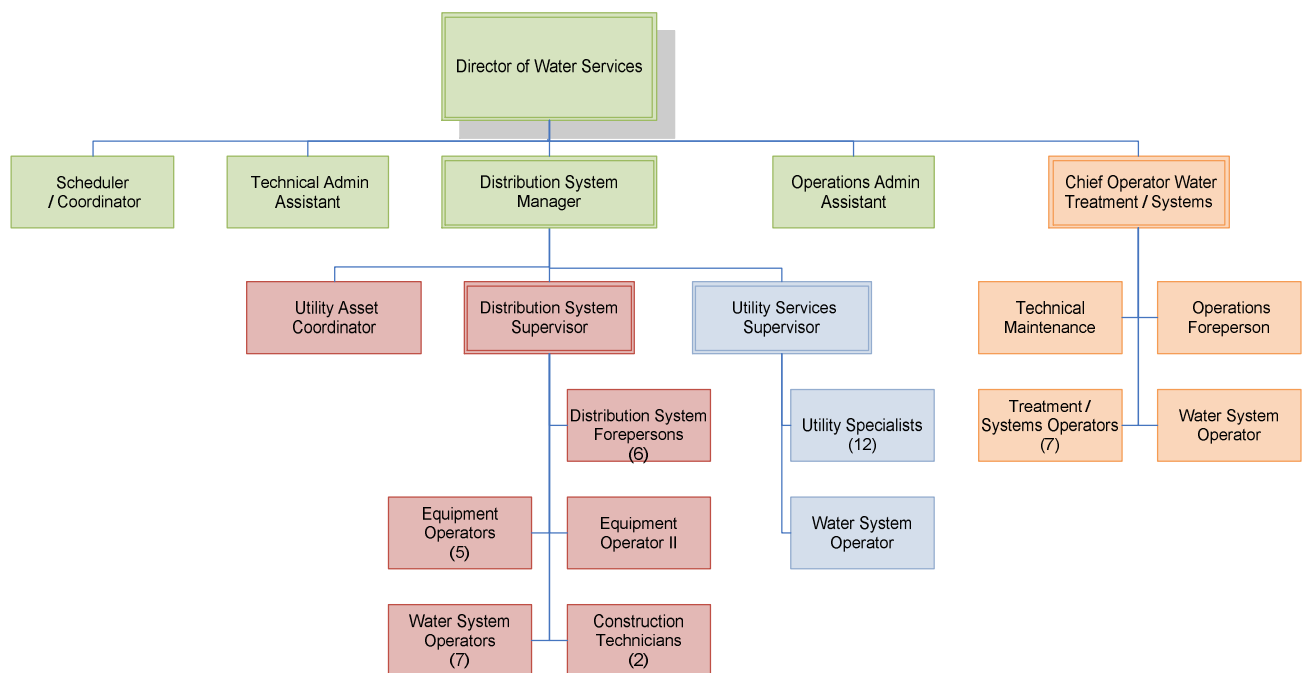 Director of Water Services
Scheduler
/ Coordinator
Technical Admin
Assistant
Distribution System
Manager
Operations Admin
Assistant
Chief Operator Water
Treatment / Systems
Utility Asset
Coordinator
Distribution System
Supervisor
Utility Services
Supervisor
Technical
Maintenance
Operations
Foreperson
Distribution System
Forepersons
(6)
Utility Specialists
(12)
Treatment /
Systems Operators
(7)
Water System
Operator
Equipment
Operators
(5)
Equipment
Operator II
Water System
Operator
Water System
Operators
(7)
Construction
Technicians
(2)